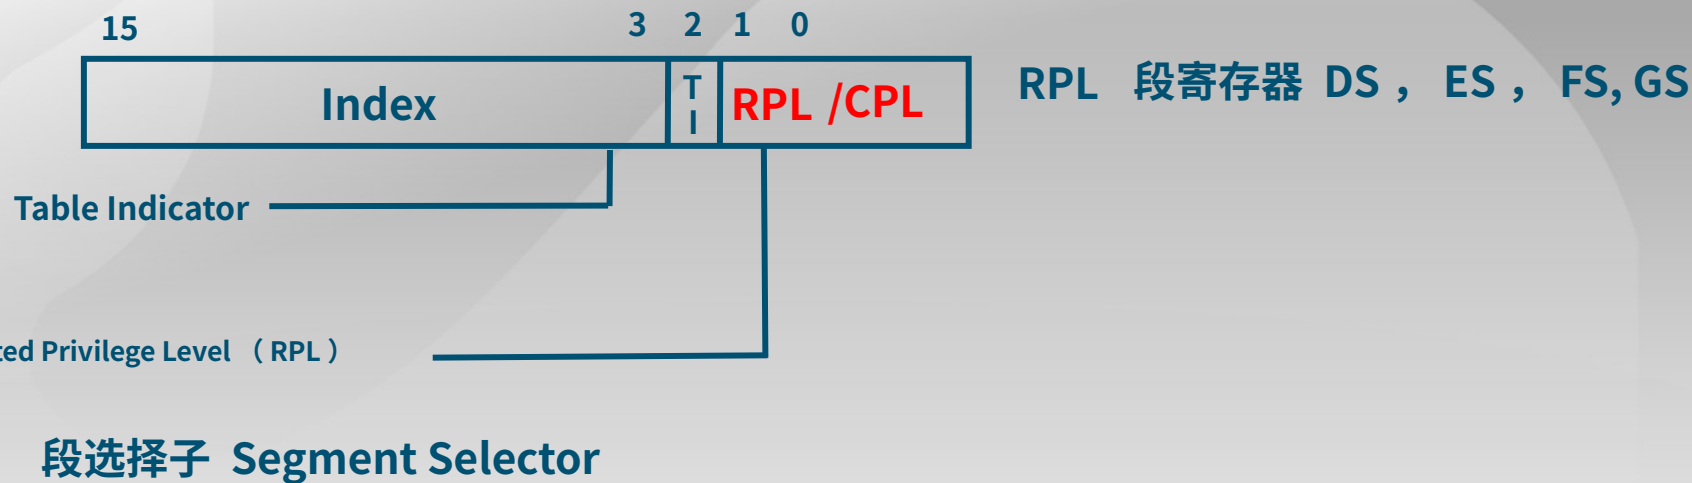 15 3 2 1 0
Index
TI
RPL /CPL
RPL 段寄存器 DS， ES， FS, GS
Table Indicator
Privilege Level （ RPL ）
段选择子 Segment Selector